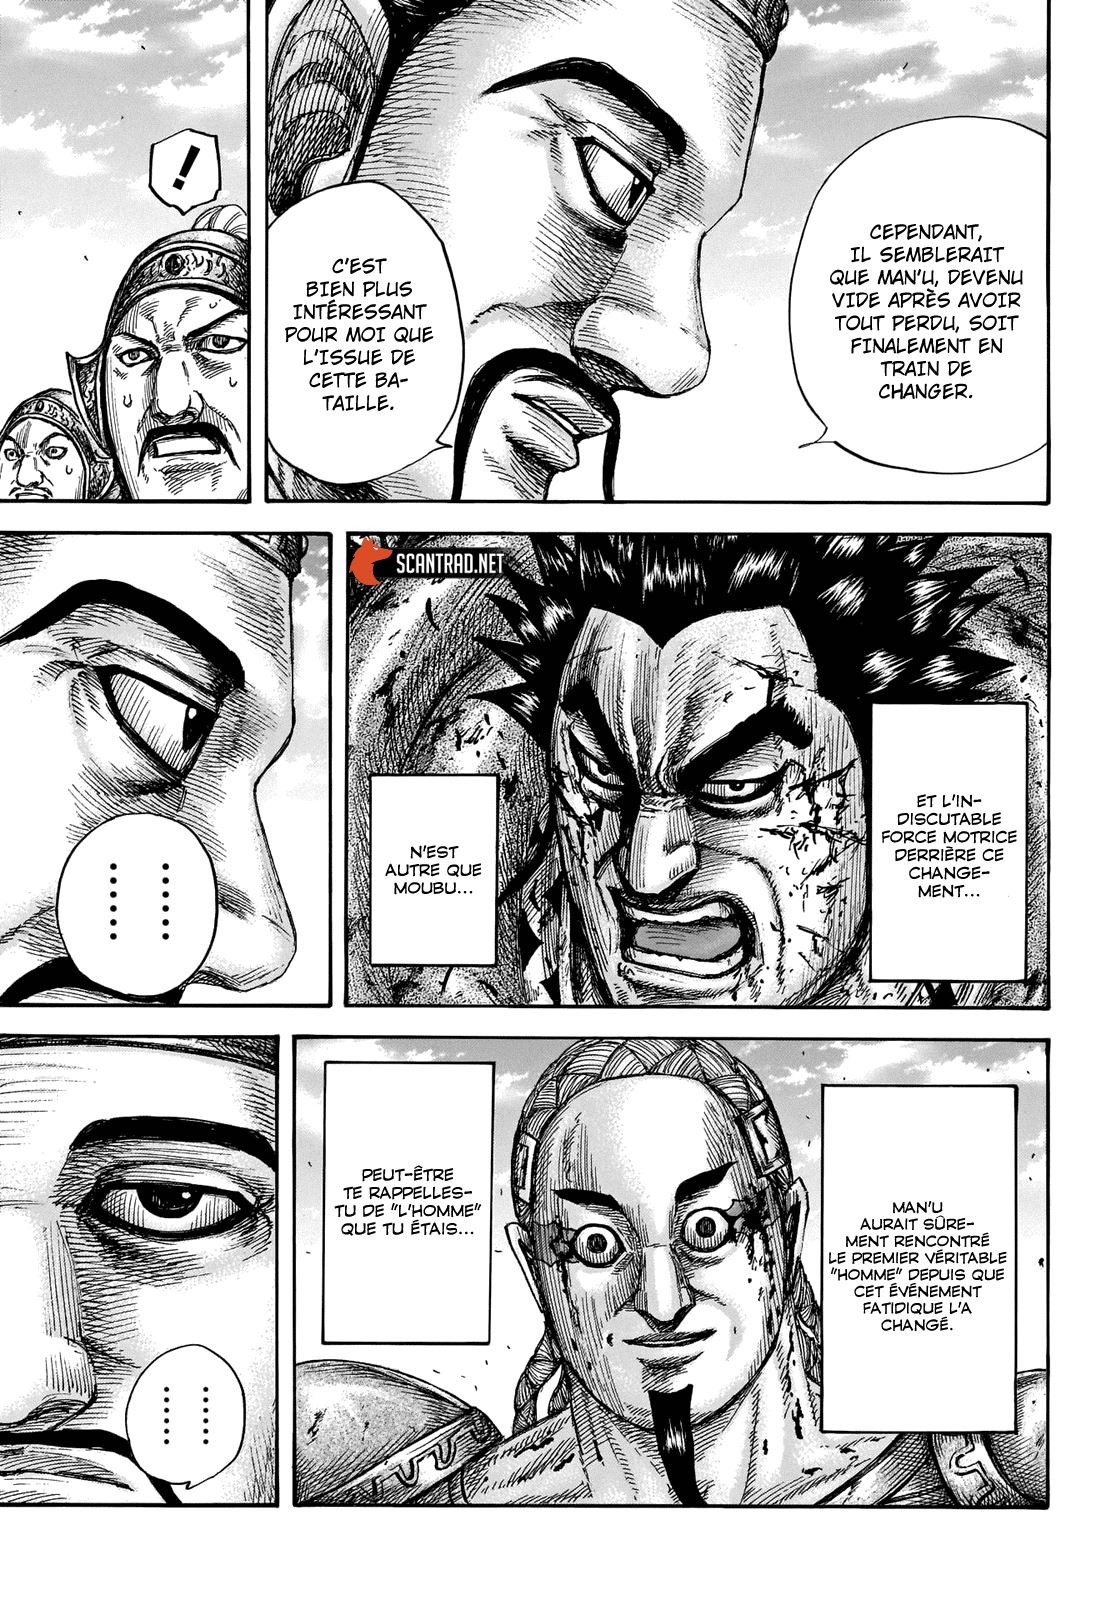 CEPENDANT,
IL SEMBLERAIT
QUE MAN'U, DEVENU
VIDE APRÈS AVOIR
TOUT PERDU, SOIT
FINALEMENT EN
TRAIN DE
CHANGER.
C'EST
BIEN PLUS
INTÉRESSANT
POUR MOI QUE
L'ISSUE DE
CETTE BA-
TAILLE.
!
SCANTRAD.NET
ET L'IN-
DISCUTABLE
FORCE MOTRICE
DERRIÈRE CE
CHANGE-
MENT...
N'EST
AUTRE QUE
MOUBU...
......
......
MAN'U
AURAIT SÛRE-
MENT RENCONTRÉ
LE PREMIER VÉRITABLE
"HOMME" DEPUIS QUE
CET ÉVÉNEMENT
FATIDIQUE L'A
CHANGÉ.
PEUT-ÊTRE
TE RAPPELLES-
TU DE "L'HOMME"
QUE TU ÉTAIS...
......
......